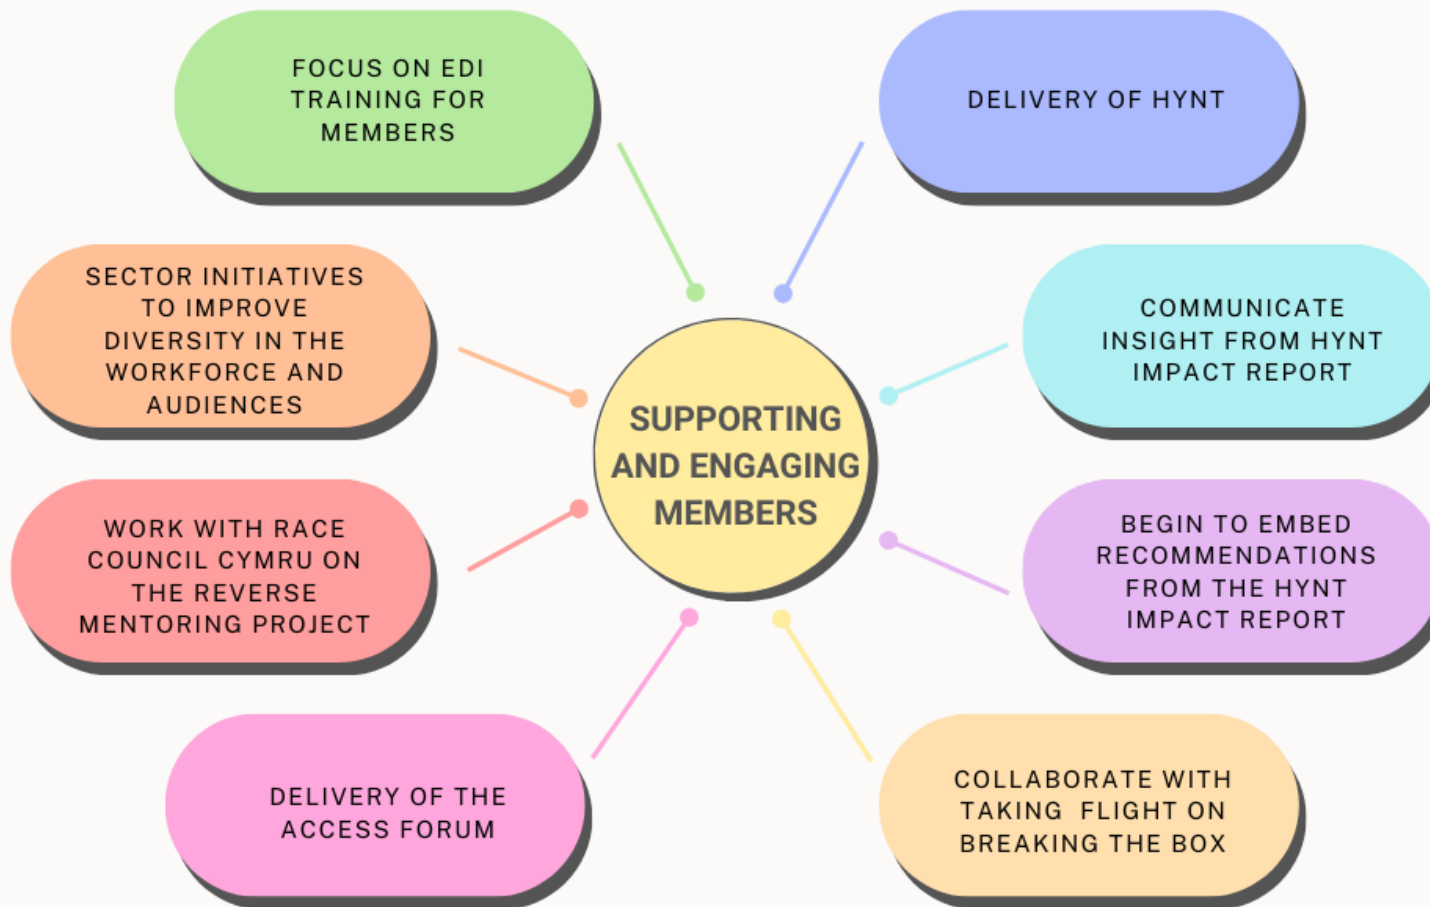 FOCUS ON EDI
TRAINING FOR
MEMBERS
DELIVERY OF HYNT
SECTOR INITIATIVES
TO IMPROVE
DIVERSITY IN THE
WORKFORCE AND
AUDIENCES
COMMUNICATE
INSIGHT FROM HYNT
IMPACT REPORT
SUPPORTING
AND ENGAGING
MEMBERS
WORK WITH RACE
COUNCIL CYMRU ON
THE REVERSE
MENTORING PROJECT
BEGIN TO EMBED
RECOMMENDATIONS
FROM THE HYNT
IMPACT REPORT
DELIVERY OF THE
ACCESS FORUM
COLLABORATE WITH
TAKING FLIGHT ON
BREAKING THE BOX